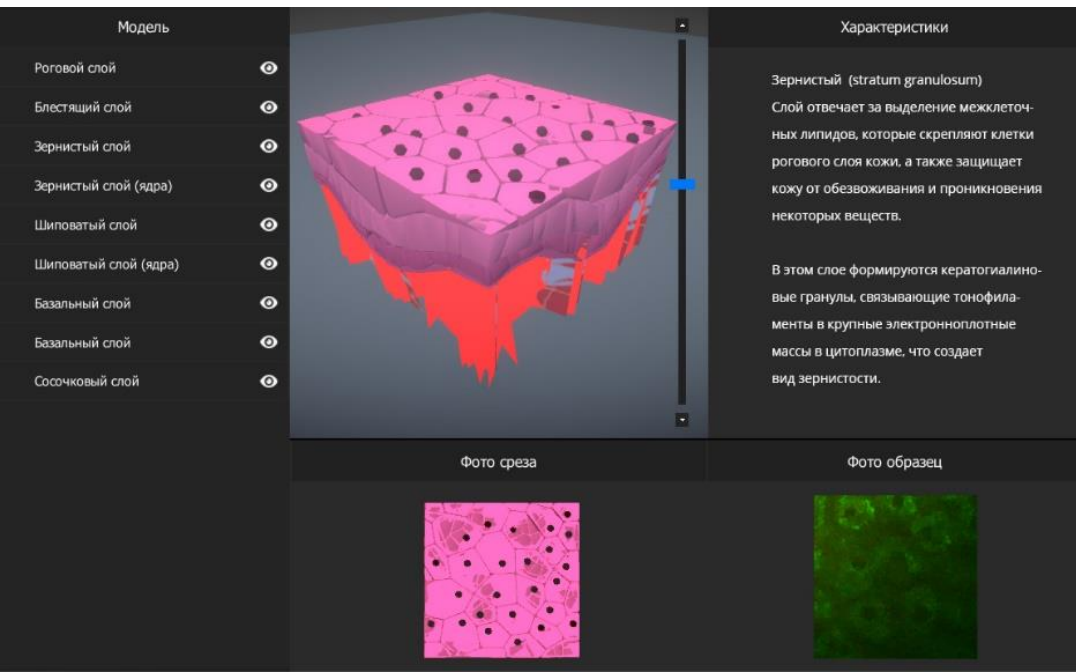 Модель
Роговой слой
Блестящий слой
Зернистый слой
Зернистый слой (ядра)
Шиповатый слой
Шиповатый слой (ядра)
Базальный слой
Базальный слой
Сосочковый слой
Характеристики
Зернистый (stratum granulosum)
Слой отвечает за выделение межклеточ-
ных липидов, которые скрепляют клетки
рогового слоя кожи, а также защищает
кожу от обезвоживания и проникновения
некоторых веществ.
В этом слое формируются кератогиалино-
вые гранулы, связывающие тонофила-
менты в крупные электронноплотные
массы в цитоплазме, что создает
вид зернистости.
Фото среза
Фото образец